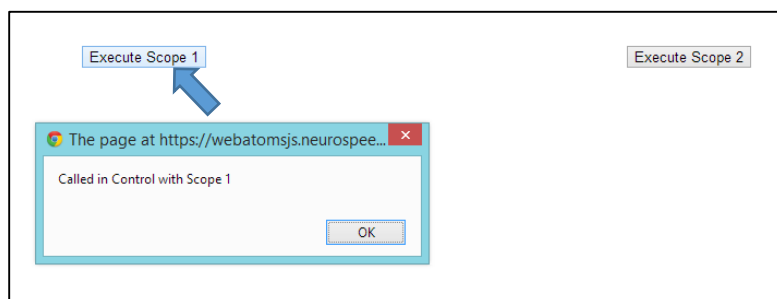 Execute Scope 1
Execute Scope 2
The page at https://webatomsjs.neurospee...
Called in Control with Scope 1
OK